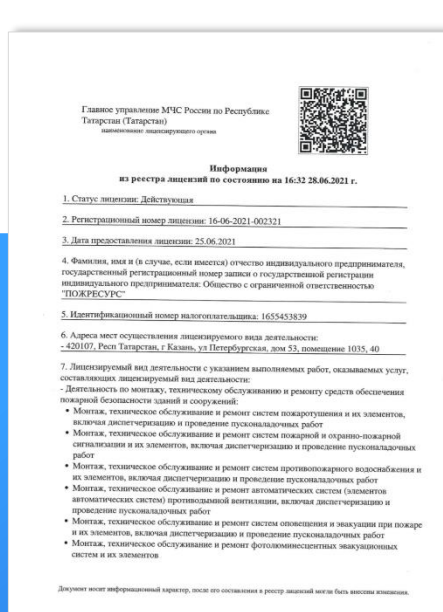 Главное управление МЧС России по Республике
Татарстан (Татарстан)
наименование лицензирующего органа
Информация
из реестра лицензий по состоянию на 16:32 28.06.2021 г.
1. Статус лицензии: Действующая
2. Регистрационный номер лицензии: 16-06-2021-002321
3. Дата предоставления лицензии: 25.06.2021
4. Фамилия, имя и (в случае, если имеется) отчество индивидуального предпринимателя,
государственный регистрационный номер записи о государственной регистрации
индивидуального предпринимателя: Общество с ограниченной ответственностью
"ПОЖРЕСУРС"
5. Идентификационный номер налогоплательщика: 1655453839
6. Адреса мест осуществления лицензируемого вида деятельности:
- 420107, Респ Татарстан, г Казань, ул Петербургская, дом 53, помещение 1035, 40
7. Лицензируемый вид деятельности с указанием выполняемых работ, оказываемых услуг,
составляющих лицензируемый вид деятельности:
- Деятельность по монтажу, техническому обслуживанию и ремонту средств обеспечения
пожарной безопасности зданий и сооружений:
• Монтаж, техническое обслуживание и ремонт систем пожаротушения и их элементов,
включая диспетчеризацию и проведение пусконаладочных работ
• Монтаж, техническое обслуживание и ремонт систем пожарной и охранно-пожарной
сигнализации и их элементов, включая диспетчеризацию и проведение пусконаладочных
работ
• Монтаж, техническое обслуживание и ремонт систем противопожарного водоснабжения и
их элементов, включая диспетчеризацию и проведение пусконаладочных работ
• Монтаж, техническое обслуживание и ремонт автоматических систем (элементов
автоматических систем) противодымной вентиляции, включая диспетчеризацию и
проведение пусконаладочных работ
• Монтаж, техническое обслуживание и ремонт систем оповещения и эвакуации при пожаре
и их элементов, включая диспетчеризацию и проведение пусконаладочных работ
• Монтаж, техническое обслуживание и ремонт фотолюминесцентных эвакуационных
систем и их элементов
Документ носит информационный характер, после его составления в реестр лицензий могли быть внесены изменения.